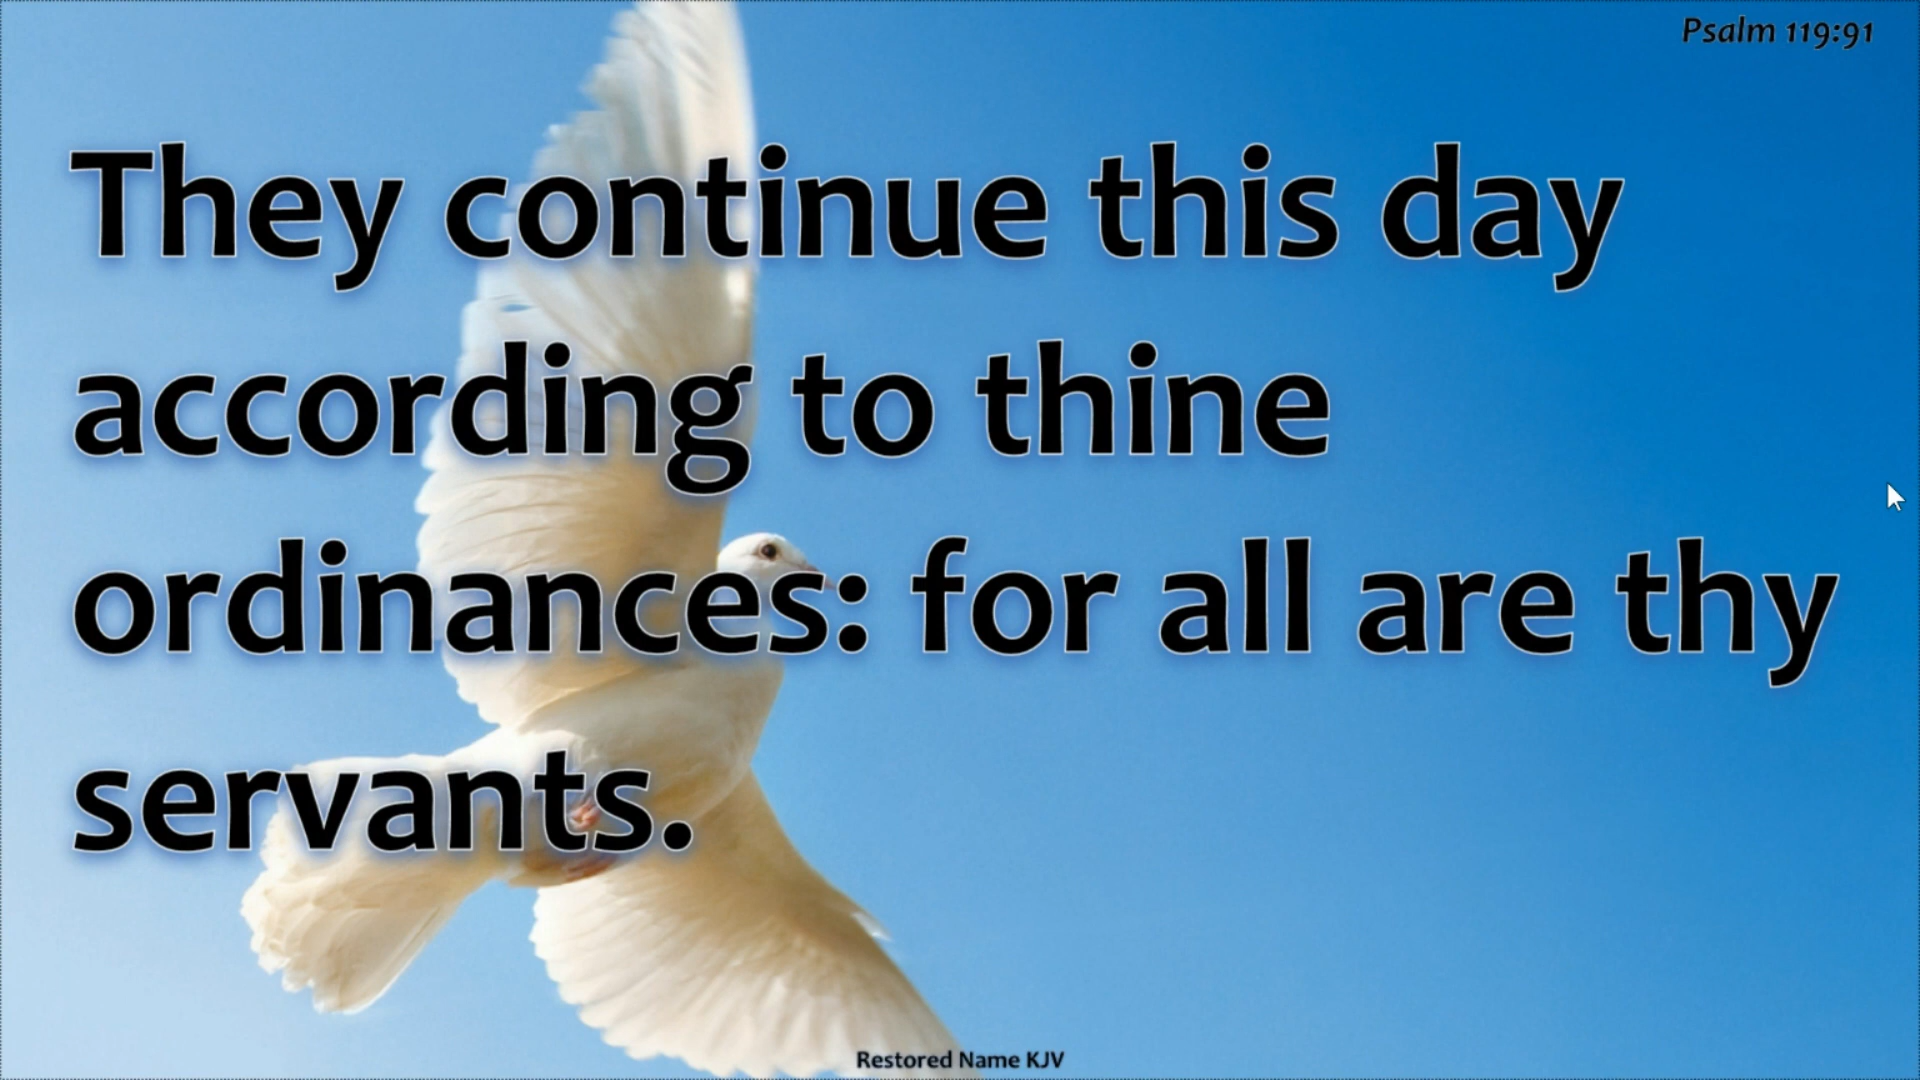 Psalm 119:91
They continue this day
according to thine
ordinances: for all are thy
servants.
Restored Name KJV